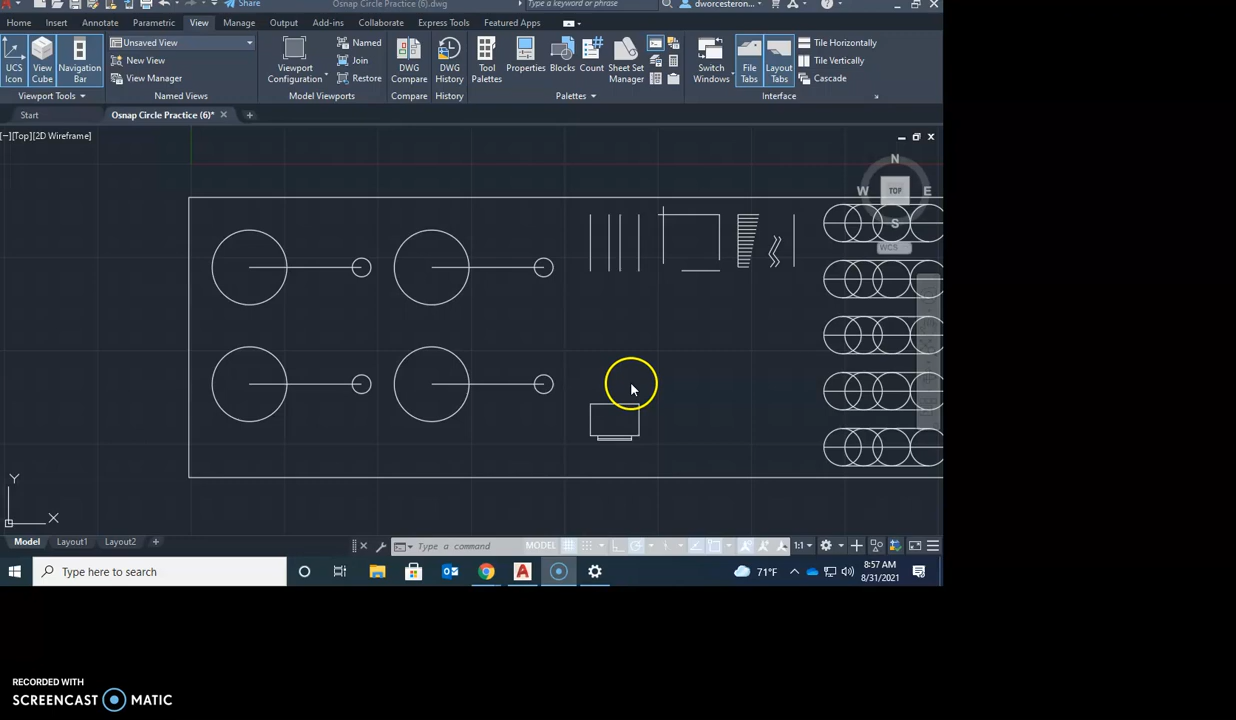 Share
Osnap Circle Practice (6).dwg
Type a keyword or phrase
dworcesteron...
Home Insert Annotate Parametric View Manage Output Add-ins Collaborate Express Tools Featured Apps
UCS Icon
View Cube
Navigation Bar
Unsaved View
New View
View Manager
Viewport Configuration
Named
Join
Restore
DWG Compare
DWG History
Tool Palettes
Properties
Blocks
Count
Sheet Set Manager
Switch Windows
File Tabs
Layout Tabs
Tile Horizontally
Tile Vertically
Cascade
Viewport Tools Named Views Model Viewports Compare History Palettes Interface
Start Osnap Circle Practice (6)*
[−][Top][2D Wireframe]
N
W TOP E
S
WCS
Y
X
Model Layout1 Layout2
Type a command
MODEL
1:1
Type here to search
71°F
8:57 AM
8/31/2021
RECORDED WITH
SCREENCAST MATIC